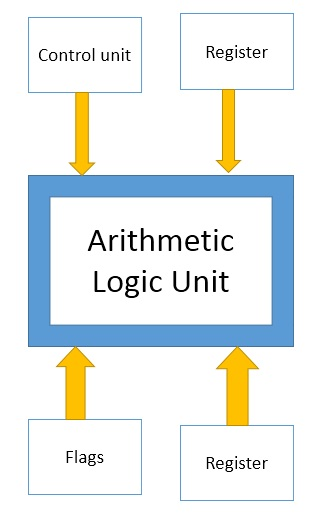 Control unit
Register
Arithmetic
Logic Unit
Flags
Register